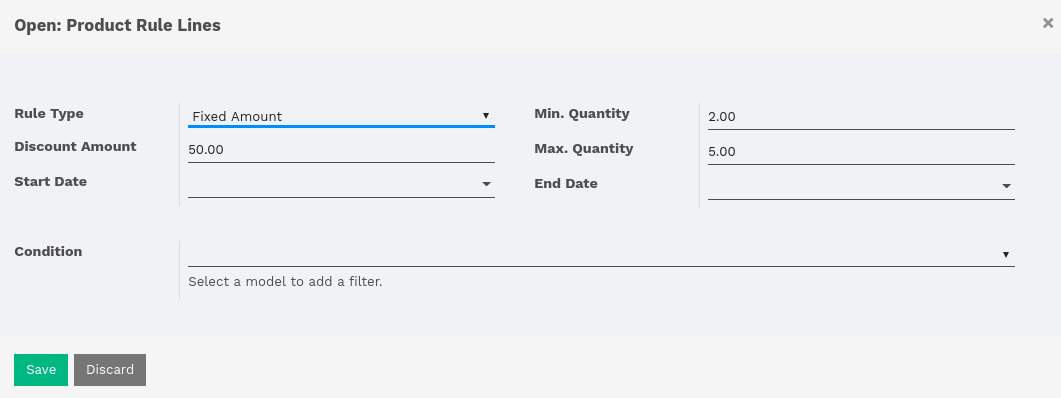 Open: Product Rule Lines
×
Rule Type
Fixed Amount
Min. Quantity
2.00
Discount Amount
50.00
Max. Quantity
5.00
Start Date
End Date
Condition
Select a model to add a filter.
Save
Discard